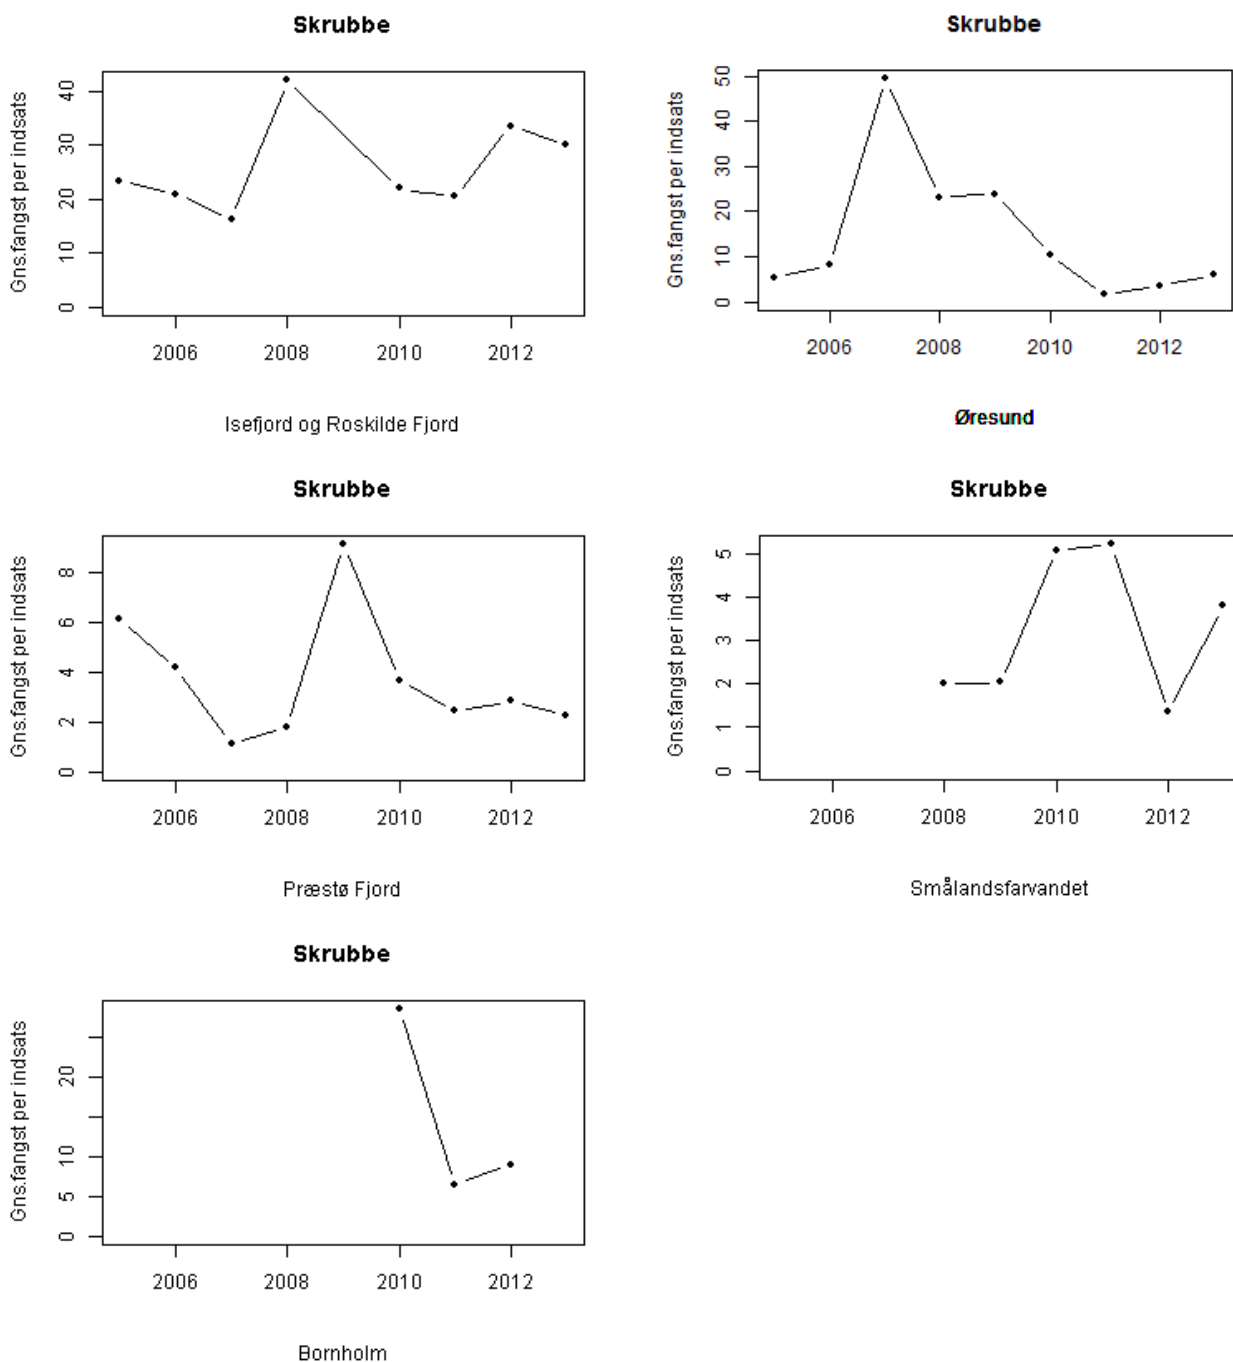 Skrubbe
Gns.fangst per indsats
40
30
20
10
0
2006 2008 2010 2012
Isefjord og Roskilde Fjord
Skrubbe
Gns.fangst per indsats
50
40
30
20
10
0
2006 2008 2010 2012
Øresund
Skrubbe
Gns.fangst per indsats
8
6
4
2
0
2006 2008 2010 2012
Præstø Fjord
Skrubbe
Gns.fangst per indsats
5
4
3
2
1
0
2006 2008 2010 2012
Smålandsfarvandet
Skrubbe
Gns.fangst per indsats
20
10
5
0
2006 2008 2010 2012
Bornholm